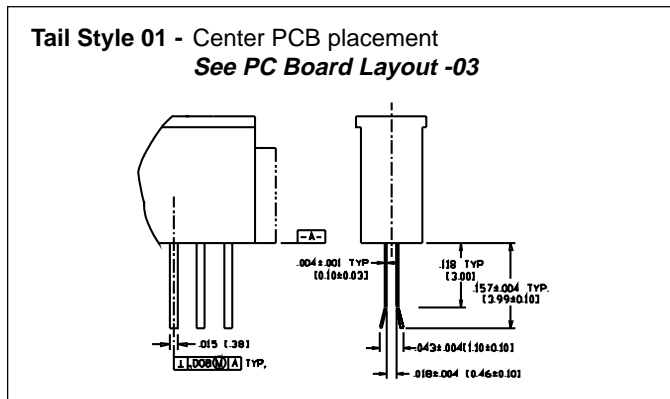 Tail Style 01 - Center PCB placement
See PC Board Layout -03
-A-
.004±.001 TYP
[0.10±0.03]
.118 TYP
[3.00]
.157±.004 TYP.
[3.99±0.10]
.015 [.38]
.043±.004[1.10±0.10]
⊥ .008 Ⓜ A TYP.
.018±.004 [0.46±0.10]